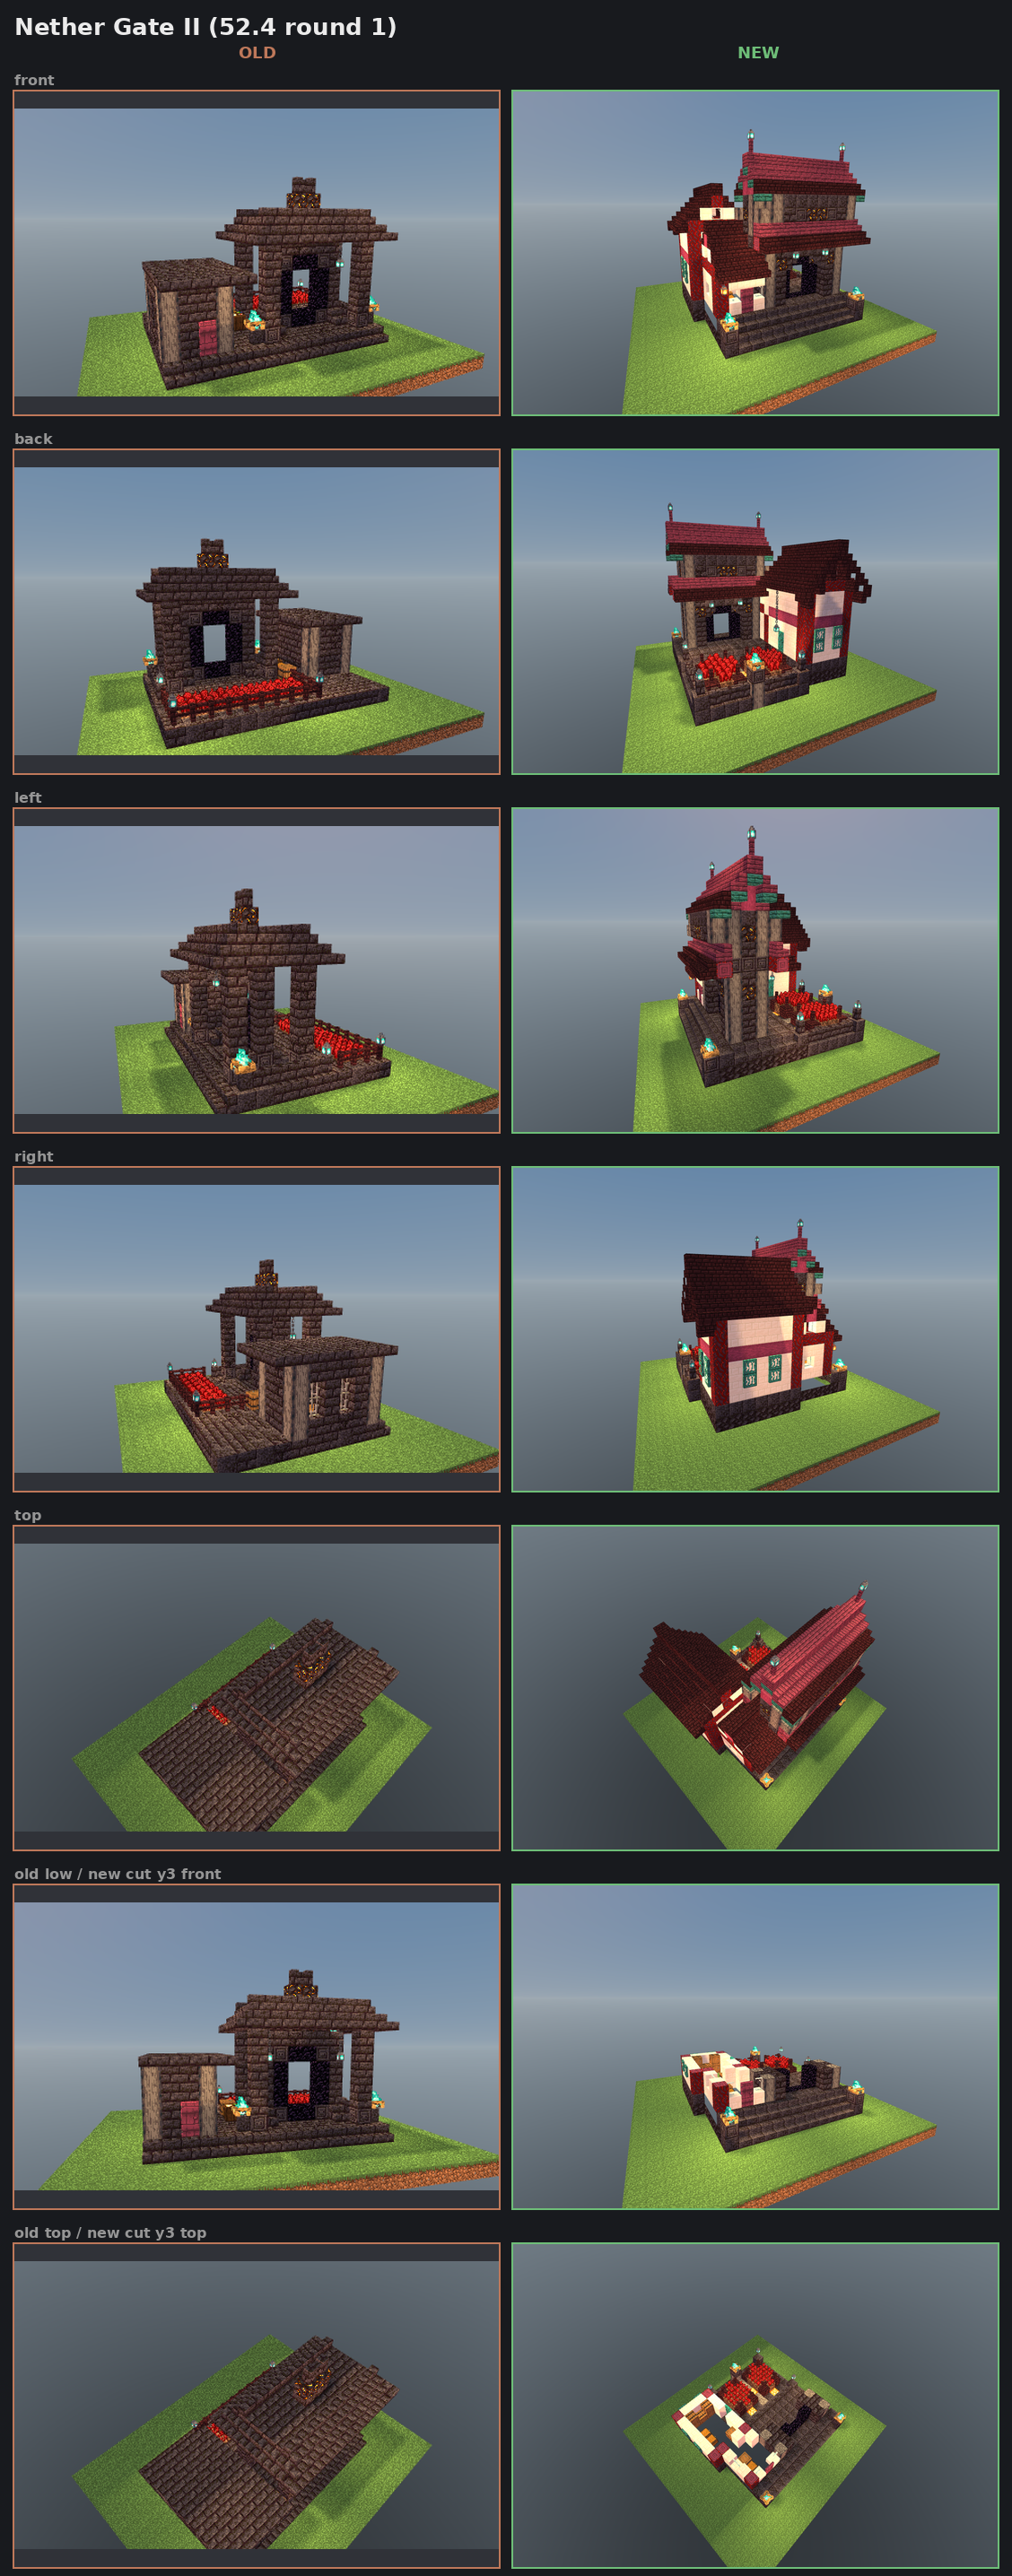 Nether Gate II (52.4 round 1)
OLD
NEW
front
back
left
right
top
old low / new cut y3 front
old top / new cut y3 top